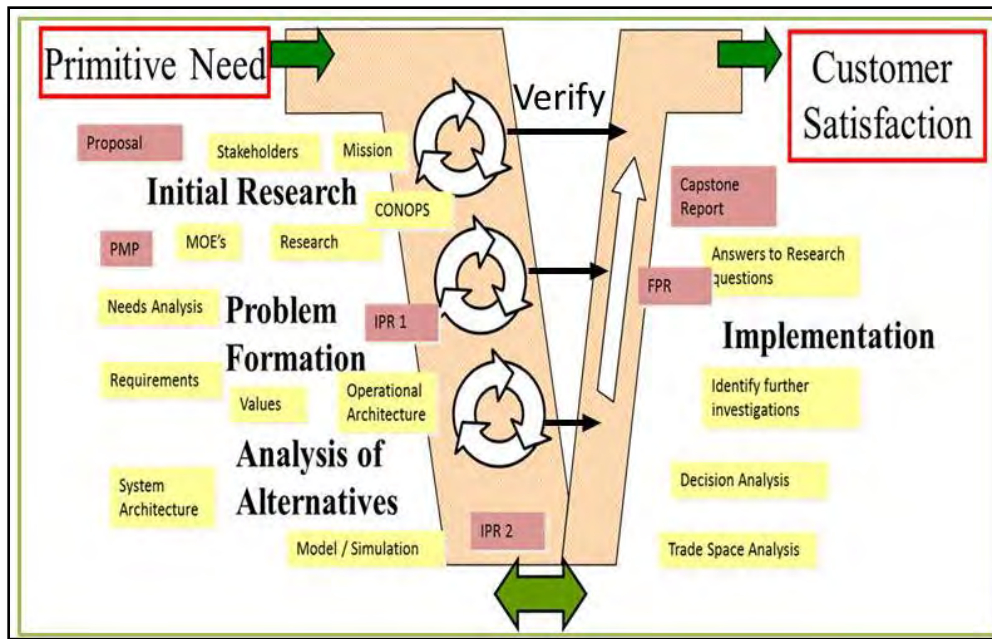 Primitive Need
Verify
Customer
Satisfaction
Proposal
Stakeholders
Mission
Initial Research
CONOPS
PMP
MOE's
Research
Needs Analysis
Problem
Formation
IPR 1
Requirements
Values
Operational
Architecture
Analysis of
Alternatives
System
Architecture
Model / Simulation
IPR 2
Capstone
Report
Answers to Research
questions
FPR
Implementation
Identify further
investigations
Decision Analysis
Trade Space Analysis